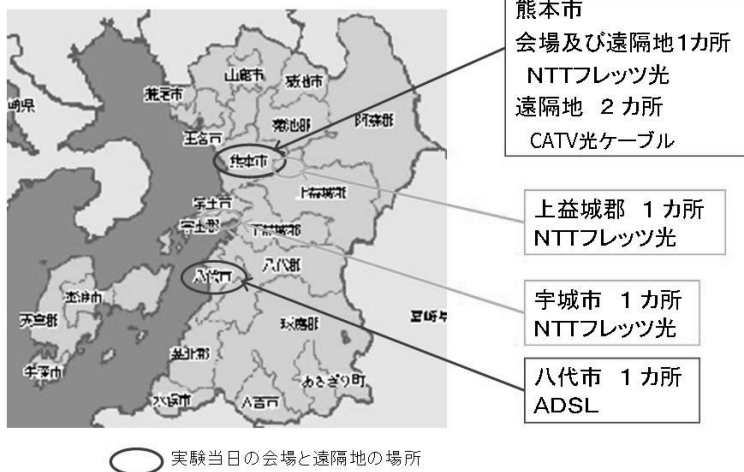 熊本市
会場及び遠隔地1カ所
NTTフレッツ光
遠隔地 2 カ所
CATV光ケーブル
山鹿市
菊池市
荒尾市
菊池郡
阿蘇郡
玉名市
熊本市
上益城郡
宇土市
宇土郡
下益城郡
八代市
八代郡
天草郡
球磨郡
葦北郡
水俣市
人吉市
あさぎり町
上益城郡 1 カ所
NTTフレッツ光
宇城市 1 カ所
NTTフレッツ光
八代市 1 カ所
ADSL
実験当日の会場と遠隔地の場所